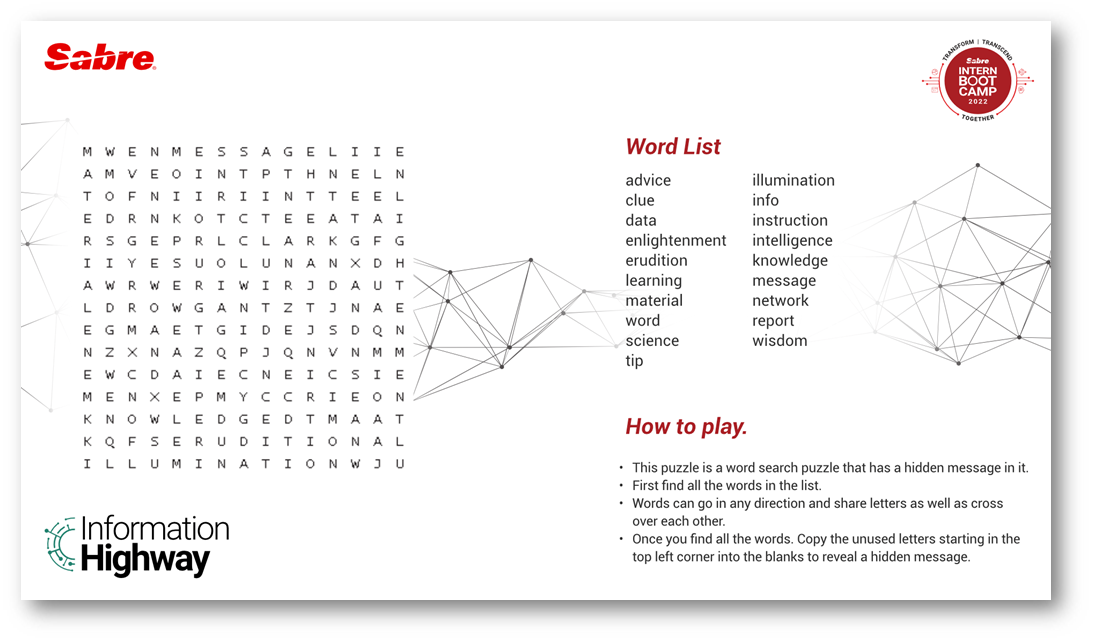 Sabre
TRANSFORM | TRANSCEND
Sabre
INTERN
BOOT
CAMP
2022
TOGETHER
M W E N M E S S A G E L I I E
A M V E O I N T P T H N E L N
T O F N I I R I I N T T E E L
E D R N K O T C T E E A T A I
R S G E P R L C L A R K G F G
I I Y E S U O L U N A N X D H
A W R W E R I W I R J D A U T
L D R O W G A N T Z T J N A E
E G M A E T G I D E J S D Q N
N Z X N A Z Q P J Q N V N M M
E W C D A I E C N E I C S I E
M E N X E P M Y C C R I E O N
K N O W L E D G E D T M A A T
K Q F S E R U D I T I O N A L
I L L U M I N A T I O N W J U
Word List
advice
clue
data
enlightenment
erudition
learning
material
word
science
tip
illumination
info
instruction
intelligence
knowledge
message
network
report
wisdom
How to play.
• This puzzle is a word search puzzle that has a hidden message in it.
• First find all the words in the list.
• Words can go in any direction and share letters as well as cross
over each other.
• Once you find all the words. Copy the unused letters starting in the
top left corner into the blanks to reveal a hidden message.
Information
Highway